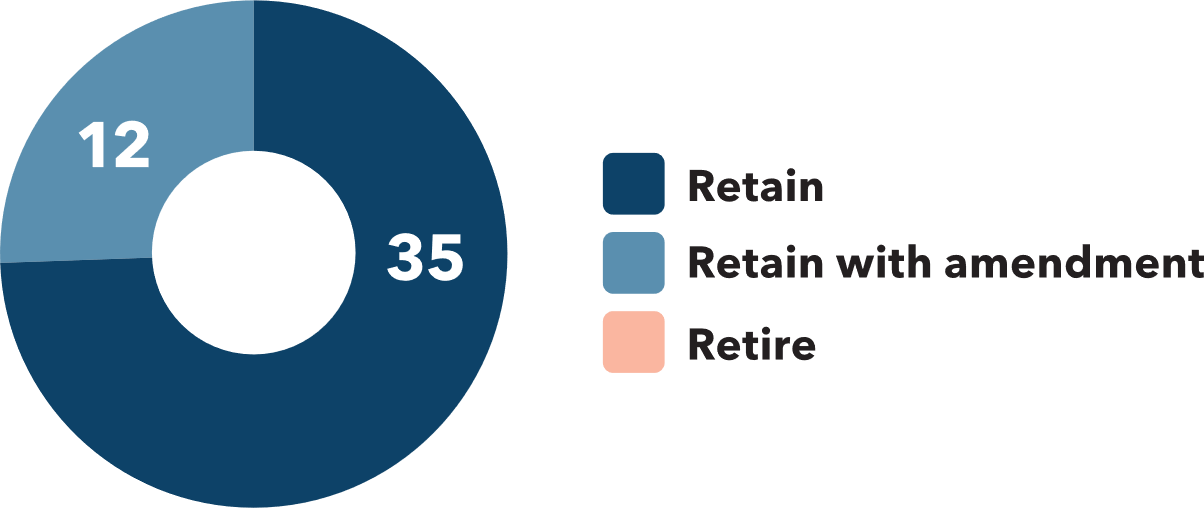 12
35
Retain
Retain with amendment
Retire